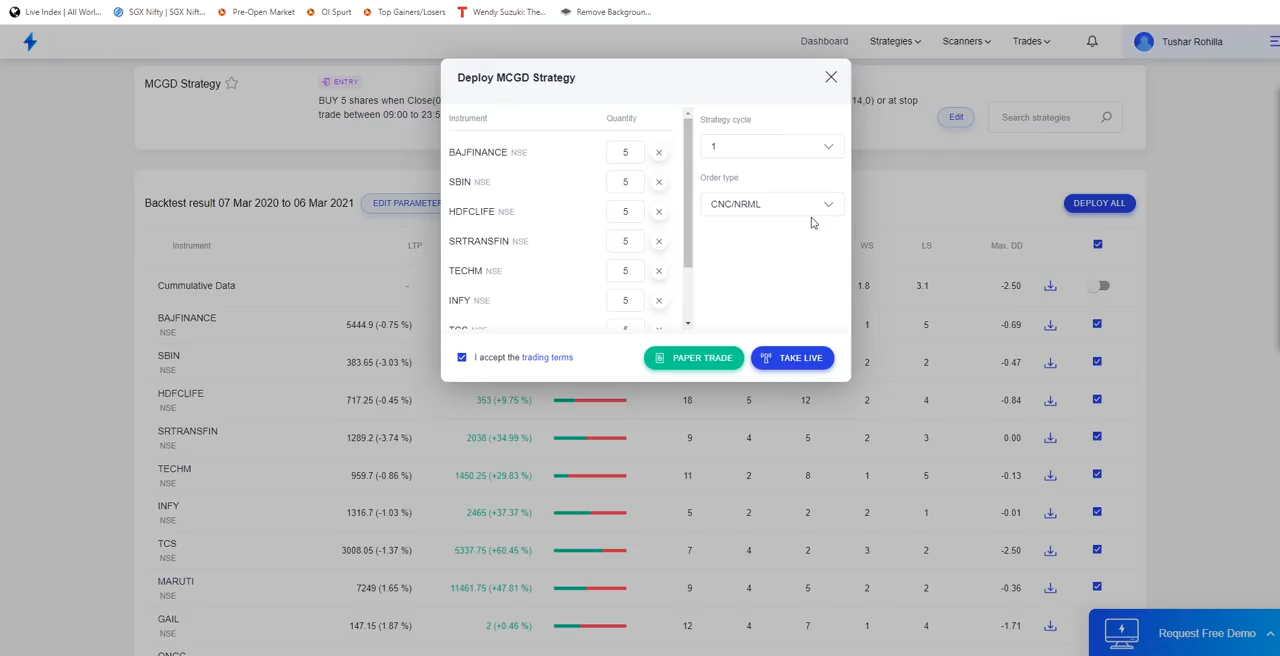 Live Index | All Worl... SGX Nifty | SGX Nift... Pre-Open Market OI Spurt Top Gainers/Losers Wendy Suzuki: The... Remove Backgroun...
Dashboard Strategies Scanners Trades Tushar Rohilla
MCGD Strategy
ENTRY
BUY 5 shares when Close(0
trade between 09:00 to 23:5
14,0) or at stop
Edit
Search strategies
Deploy MCGD Strategy
Instrument Quantity
BAJFINANCE NSE 5
SBIN NSE 5
HDFCLIFE NSE 5
SRTRANSFIN NSE 5
TECHM NSE 5
INFY NSE 5
TCS NSE 5
Strategy cycle
1
Order type
CNC/NRML
I accept the trading terms
PAPER TRADE
TAKE LIVE
Backtest result 07 Mar 2020 to 06 Mar 2021 EDIT PARAMETER DEPLOY ALL
Instrument LTP WS LS Max. DD
Cummulative Data - 1.8 3.1 -2.50
BAJFINANCE
NSE
5444.9 (-0.75 %) 1 5 -0.69
SBIN
NSE
383.65 (-3.03 %) 2 2 -0.47
HDFCLIFE
NSE
717.25 (-0.45 %) 353 (+9.75 %) 18 5 12 2 4 -0.84
SRTRANSFIN
NSE
1289.2 (-3.74 %) 2038 (+34.99 %) 9 4 5 2 3 0.00
TECHM
NSE
959.7 (-0.86 %) 1450.25 (+29.83 %) 11 2 8 1 5 -0.13
INFY
NSE
1316.7 (-1.03 %) 2465 (+37.37 %) 5 2 2 2 1 -0.01
TCS
NSE
3008.05 (-1.37 %) 5337.75 (+60.45 %) 7 4 2 3 2 -2.50
MARUTI
NSE
7249 (1.65 %) 11461.75 (+47.81 %) 9 4 5 2 2 -0.36
GAIL
NSE
147.15 (1.87 %) 2 (+0.46 %) 12 4 7 1 4 -1.71
ONGC
Request Free Demo